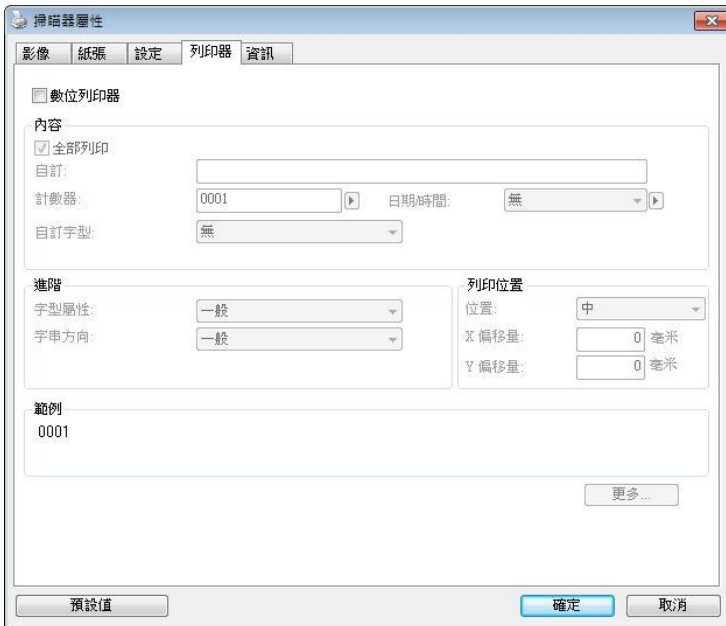 掃瞄器屬性
影像 紙張 設定 列印器 資訊
數位列印器
內容
全部列印
自訂:
計數器: 0001 日期/時間: 無
自訂字型: 無
進階
字型屬性: 一般
字串方向: 一般
列印位置
位置: 中
X 偏移量: 0 毫米
Y 偏移量: 0 毫米
範例
0001
更多...
預設值 確定 取消